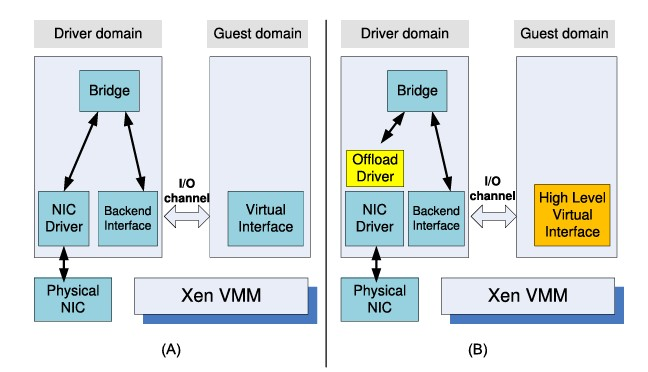 Driver domain
Guest domain
Bridge
I/O
channel
NIC
Driver
Backend
Interface
Virtual
Interface
Physical
NIC
Xen VMM
(A)
Driver domain
Guest domain
Bridge
Offload
Driver
I/O
channel
NIC
Driver
Backend
Interface
High Level
Virtual
Interface
Physical
NIC
Xen VMM
(B)